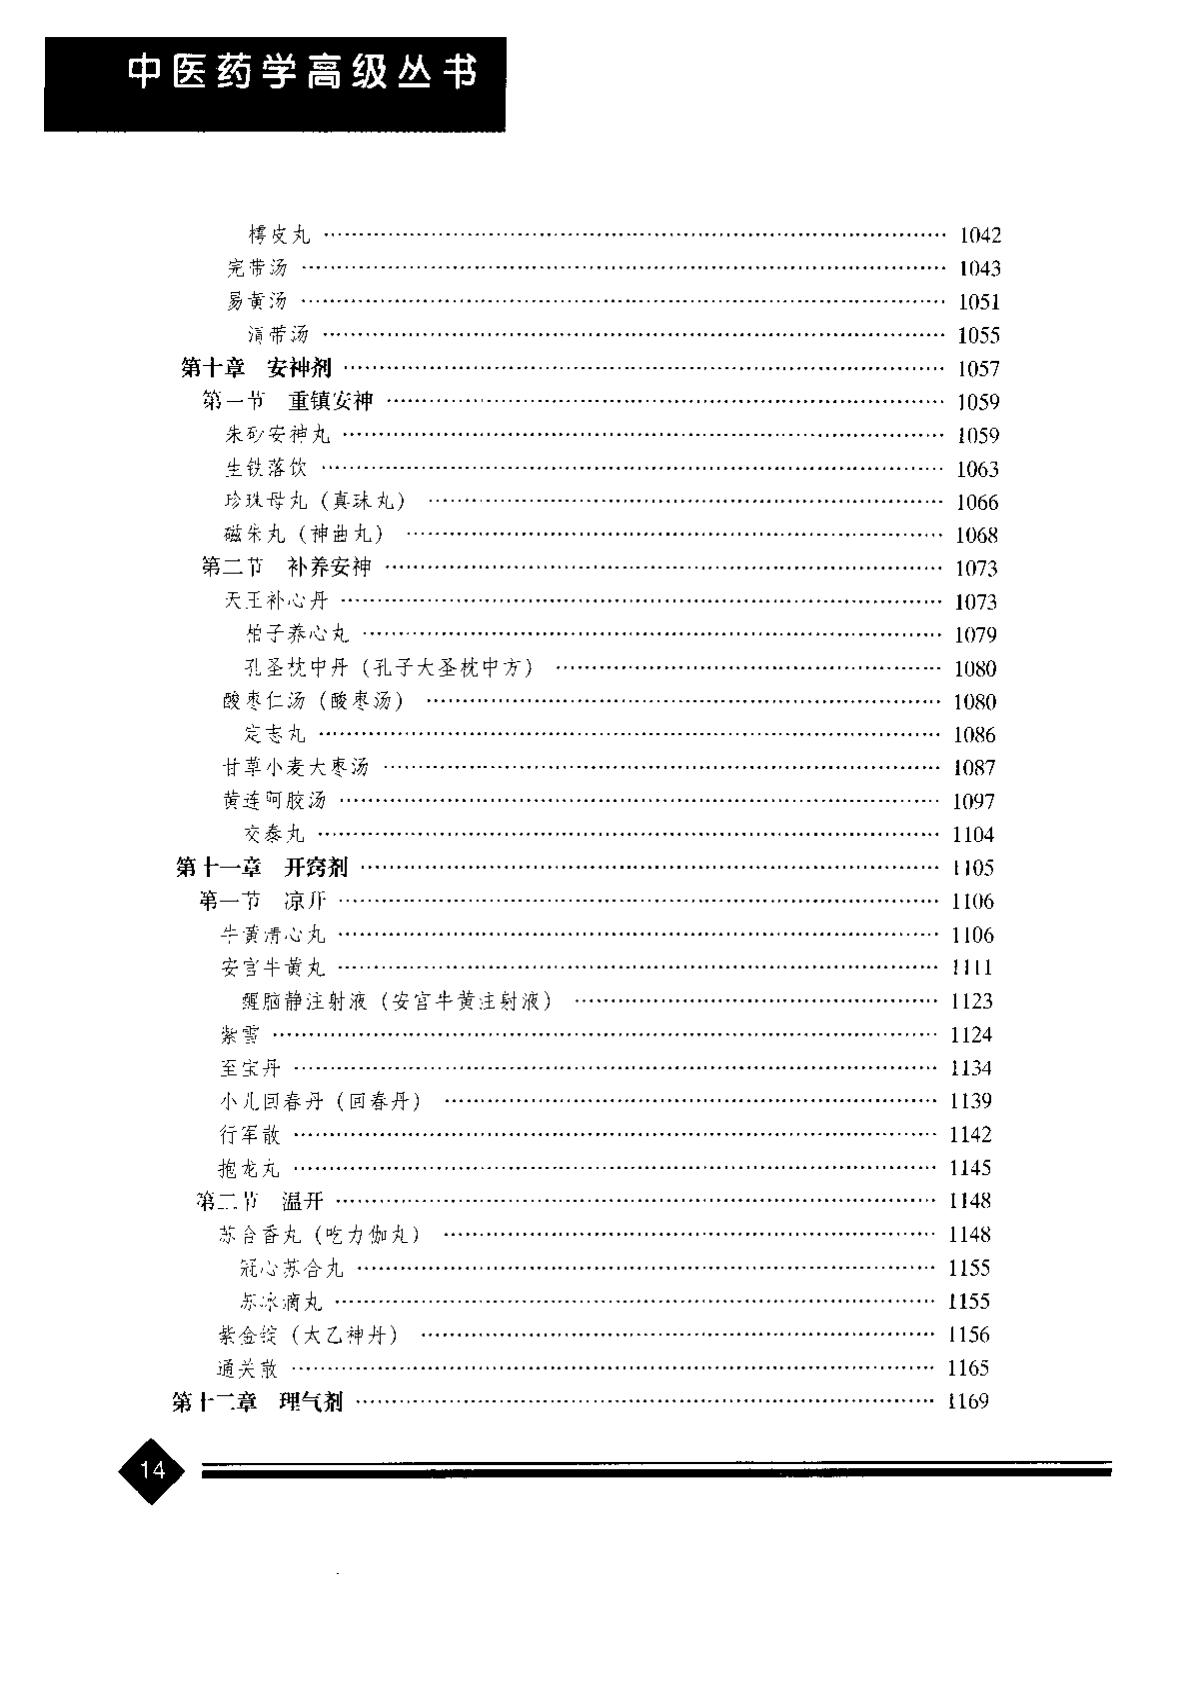 中医药学高级丛书
樗皮丸 …… 1042
完带汤 …… 1043
易黄汤 …… 1051
清带汤 …… 1055
第十章　安神剂 …… 1057
第一节　重镇安神 …… 1059
朱砂安神丸 …… 1059
生铁落饮 …… 1063
珍珠母丸（真珠丸） …… 1066
磁朱丸（神曲丸） …… 1068
第二节　补养安神 …… 1073
天王补心丹 …… 1073
柏子养心丸 …… 1079
孔圣枕中丹（孔子大圣枕中方） …… 1080
酸枣仁汤（酸枣汤） …… 1080
定志丸 …… 1086
甘草小麦大枣汤 …… 1087
黄连阿胶汤 …… 1097
交泰丸 …… 1104
第十一章　开窍剂 …… 1105
第一节　凉开 …… 1106
牛黄清心丸 …… 1106
安宫牛黄丸 …… 1111
醒脑静注射液（安宫牛黄注射液） …… 1123
紫雪 …… 1124
至宝丹 …… 1134
小儿回春丹（回春丹） …… 1139
行军散 …… 1142
抱龙丸 …… 1145
第二节　温开 …… 1148
苏合香丸（吃力伽丸） …… 1148
冠心苏合丸 …… 1155
苏冰滴丸 …… 1155
紫金锭（太乙神丹） …… 1156
通关散 …… 1165
第十二章　理气剂 …… 1169
14